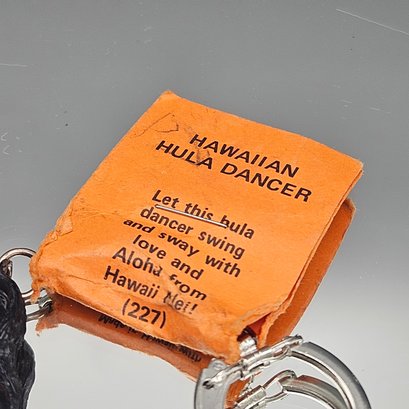 HAWAIIAN
HULA DANCER
Let this hula
dancer swing
and sway with
love and
Aloha from
Hawaii Nei!
(227)